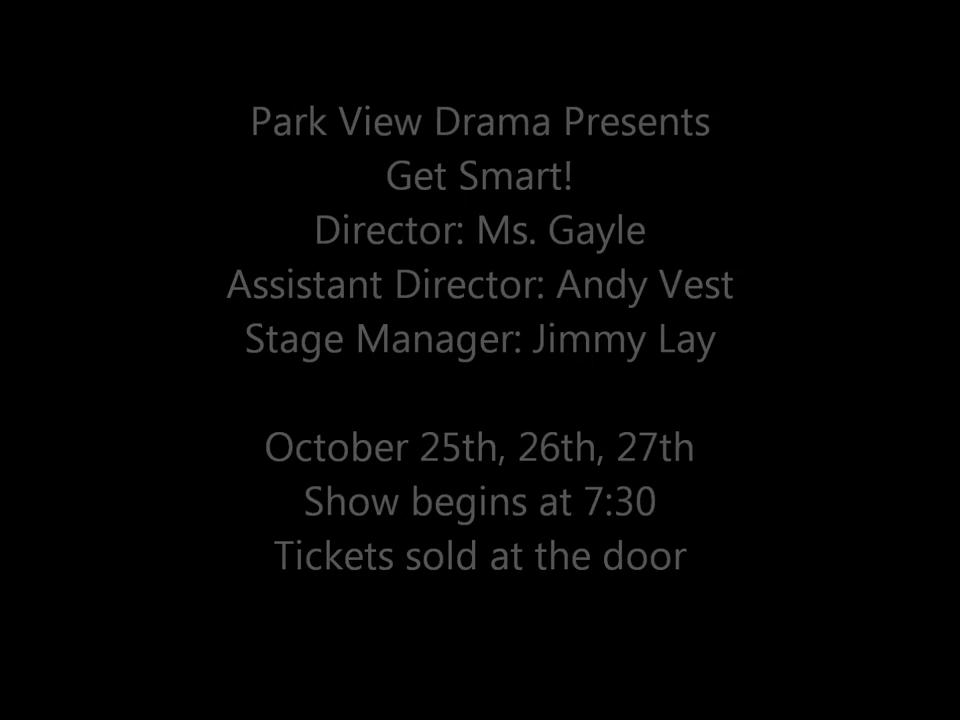 Park View Drama Presents
Get Smart!
Director: Ms. Gayle
Assistant Director: Andy Vest
Stage Manager: Jimmy Lay
October 25th, 26th, 27th
Show begins at 7:30
Tickets sold at the door